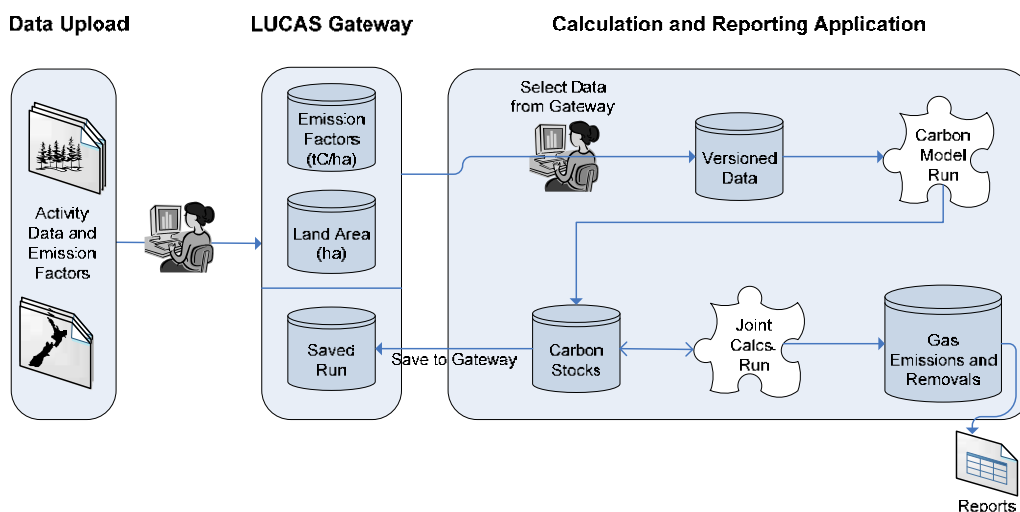 Data Upload
LUCAS Gateway
Calculation and Reporting Application
Activity
Data and
Emission
Factors
Emission
Factors
(tC/ha)
Land Area
(ha)
Saved
Run
Select Data
from Gateway
Versioned
Data
Carbon
Model
Run
Save to Gateway
Carbon
Stocks
Joint
Calcs.
Run
Gas
Emissions and
Removals
Reports